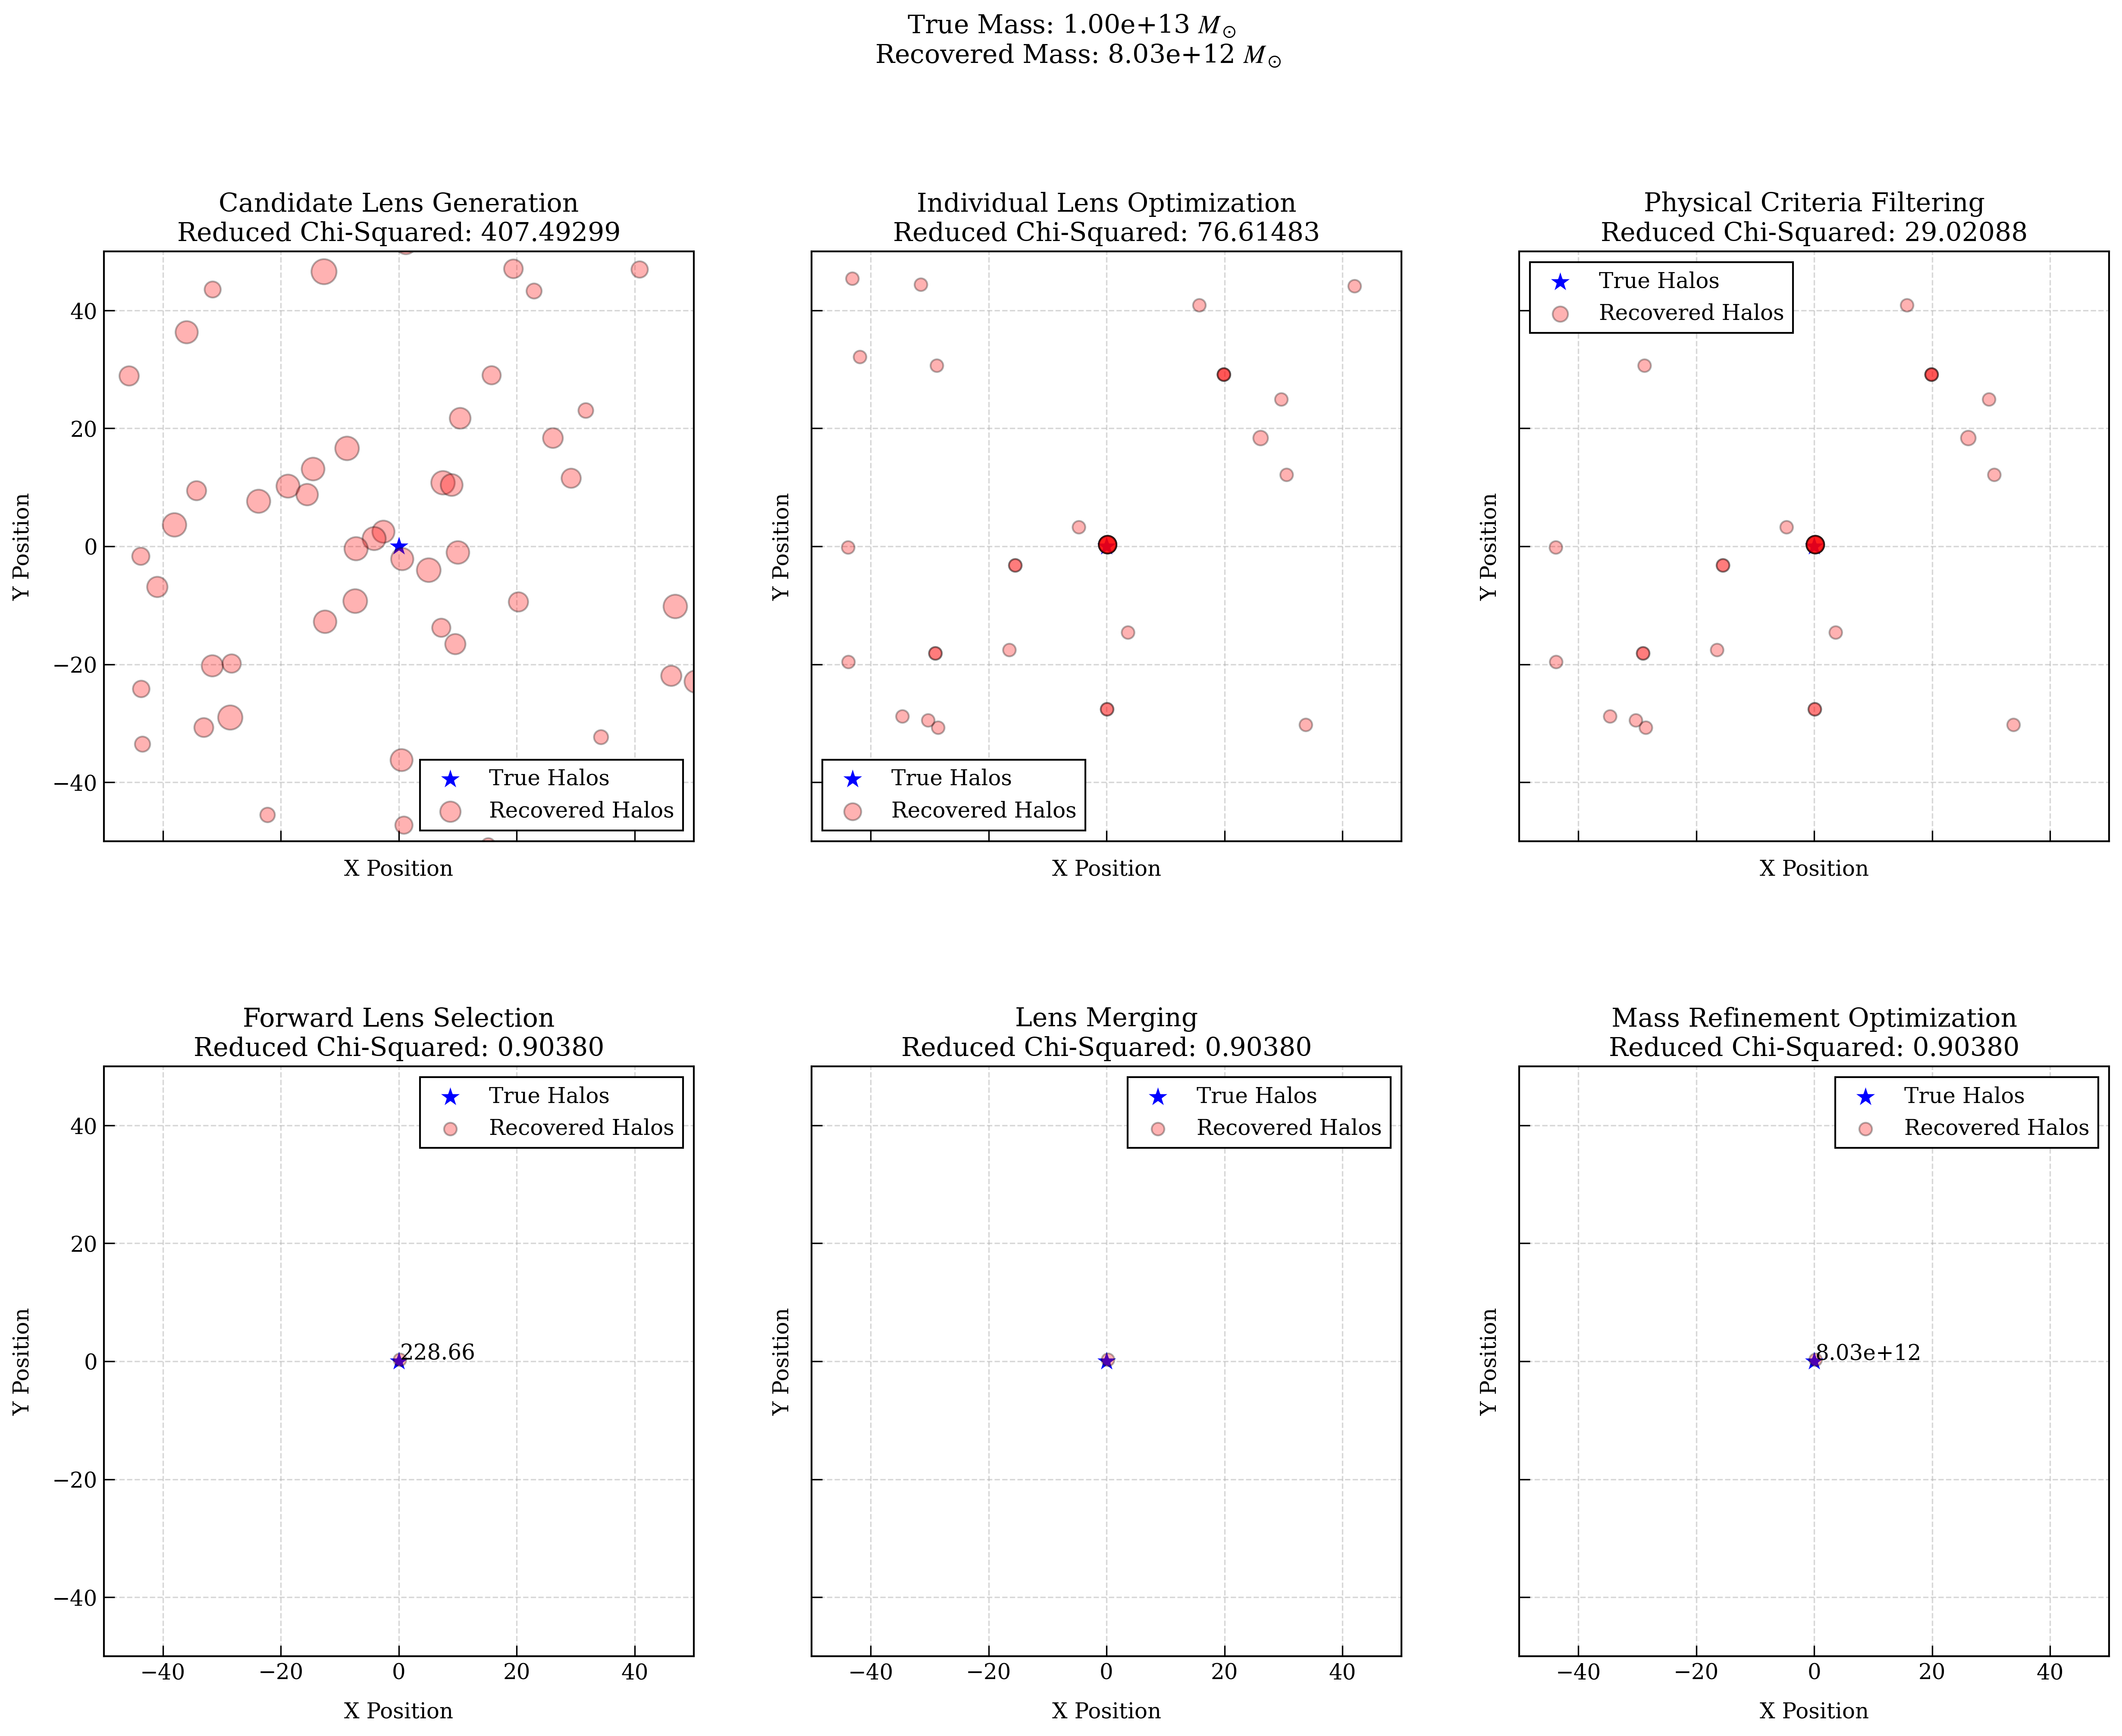 True Mass: 1.00e+13 M⊙
Recovered Mass: 8.03e+12 M⊙
Candidate Lens Generation
Reduced Chi-Squared: 407.49299
Y Position
40
20
0
−20
−40
True Halos
Recovered Halos
X Position
Individual Lens Optimization
Reduced Chi-Squared: 76.61483
Y Position
True Halos
Recovered Halos
X Position
Physical Criteria Filtering
Reduced Chi-Squared: 29.02088
Y Position
True Halos
Recovered Halos
X Position
Forward Lens Selection
Reduced Chi-Squared: 0.90380
Y Position
40
20
0
−20
−40
True Halos
Recovered Halos
228.66
−40 −20 0 20 40
X Position
Lens Merging
Reduced Chi-Squared: 0.90380
Y Position
True Halos
Recovered Halos
−40 −20 0 20 40
X Position
Mass Refinement Optimization
Reduced Chi-Squared: 0.90380
Y Position
True Halos
Recovered Halos
8.03e+12
−40 −20 0 20 40
X Position